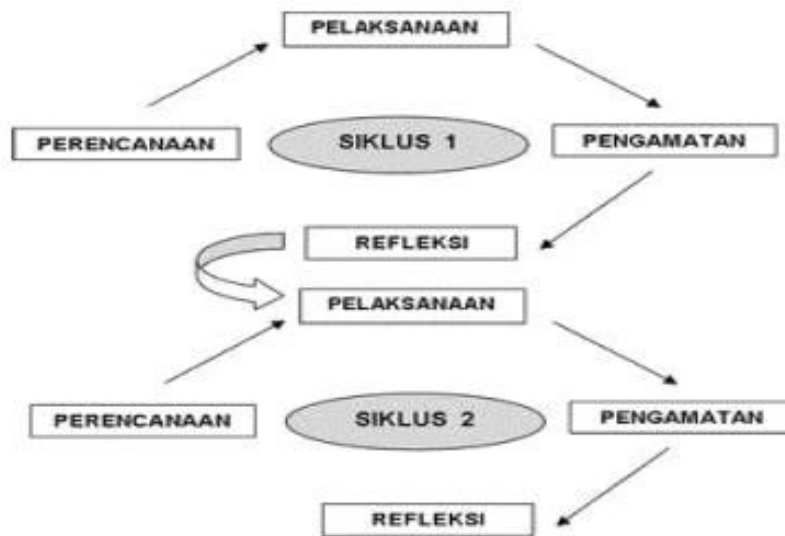 PELAKSANAAN
PERENCANAAN
SIKLUS 1
PENGAMATAN
REFLEKSI
PELAKSANAAN
PERENCANAAN
SIKLUS 2
PENGAMATAN
REFLEKSI